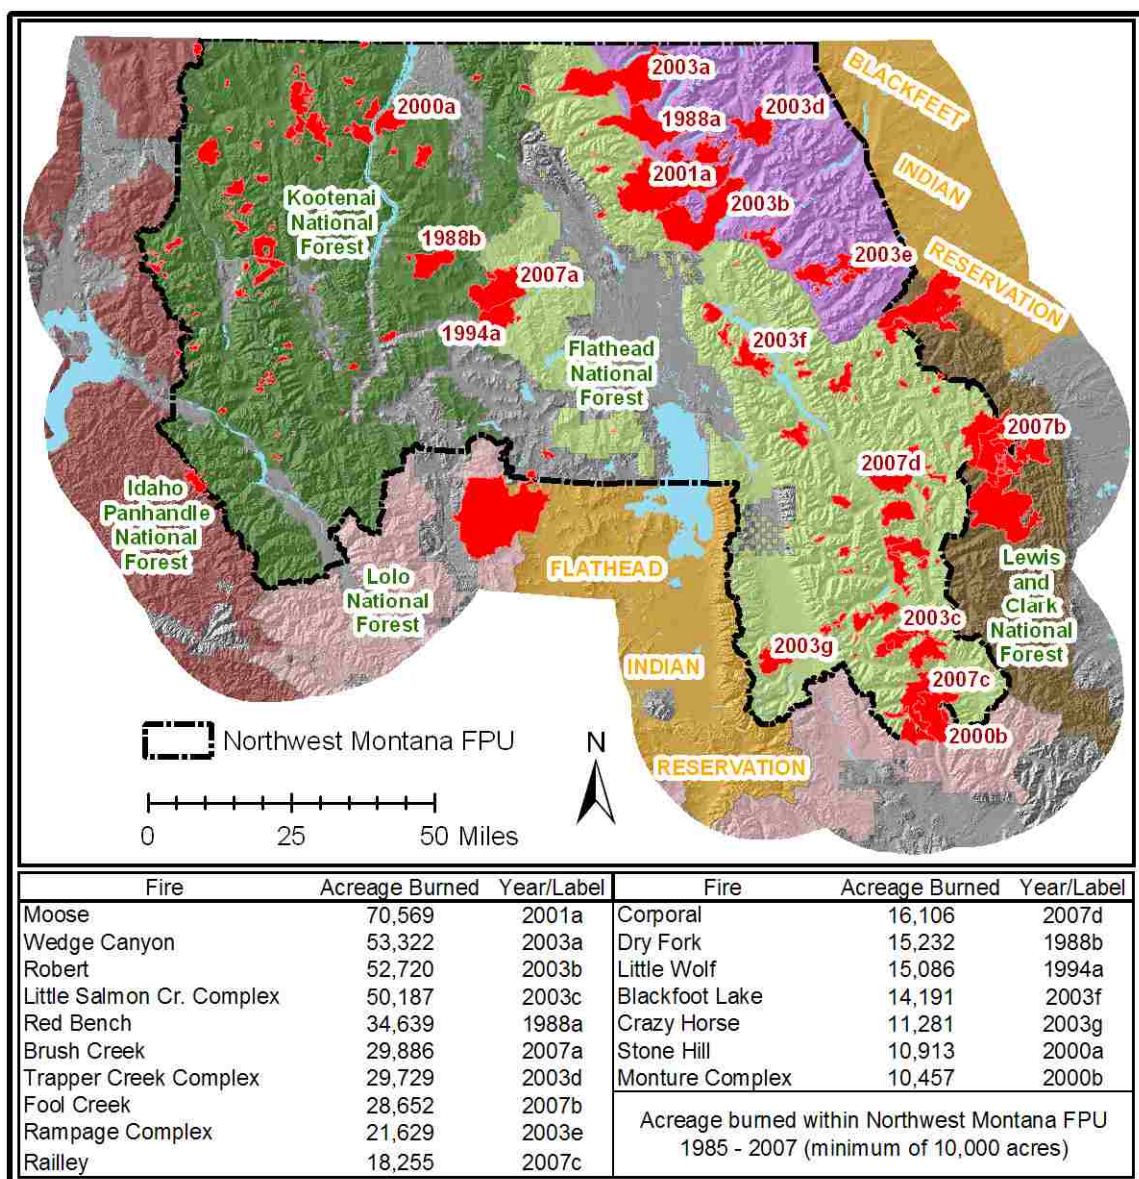 2003a
2003d
BLACKFEET
2000a
1988a
2001a
INDIAN
Kootenai
National
Forest
2003b
1988b
2003e
RESERVATION
2007a
1994a
2003f
Flathead
National
Forest
2007b
2007d
Idaho
Panhandle
National
Forest
FLATHEAD
Lolo
National
Forest
Lewis
and
Clark
National
Forest
2003c
2003g
INDIAN
2007c
2000b
Northwest Montana FPU
N
RESERVATION
0 25 50 Miles
Fire Acreage Burned Year/Label Fire Acreage Burned Year/Label
Moose 70,569 2001a Corporal 16,106 2007d
Wedge Canyon 53,322 2003a Dry Fork 15,232 1988b
Robert 52,720 2003b Little Wolf 15,086 1994a
Little Salmon Cr. Complex 50,187 2003c Blackfoot Lake 14,191 2003f
Red Bench 34,639 1988a Crazy Horse 11,281 2003g
Brush Creek 29,886 2007a Stone Hill 10,913 2000a
Trapper Creek Complex 29,729 2003d Monture Complex 10,457 2000b
Fool Creek 28,652 2007b
Rampage Complex 21,629 2003e
Railley 18,255 2007c
Acreage burned within Northwest Montana FPU
1985 - 2007 (minimum of 10,000 acres)